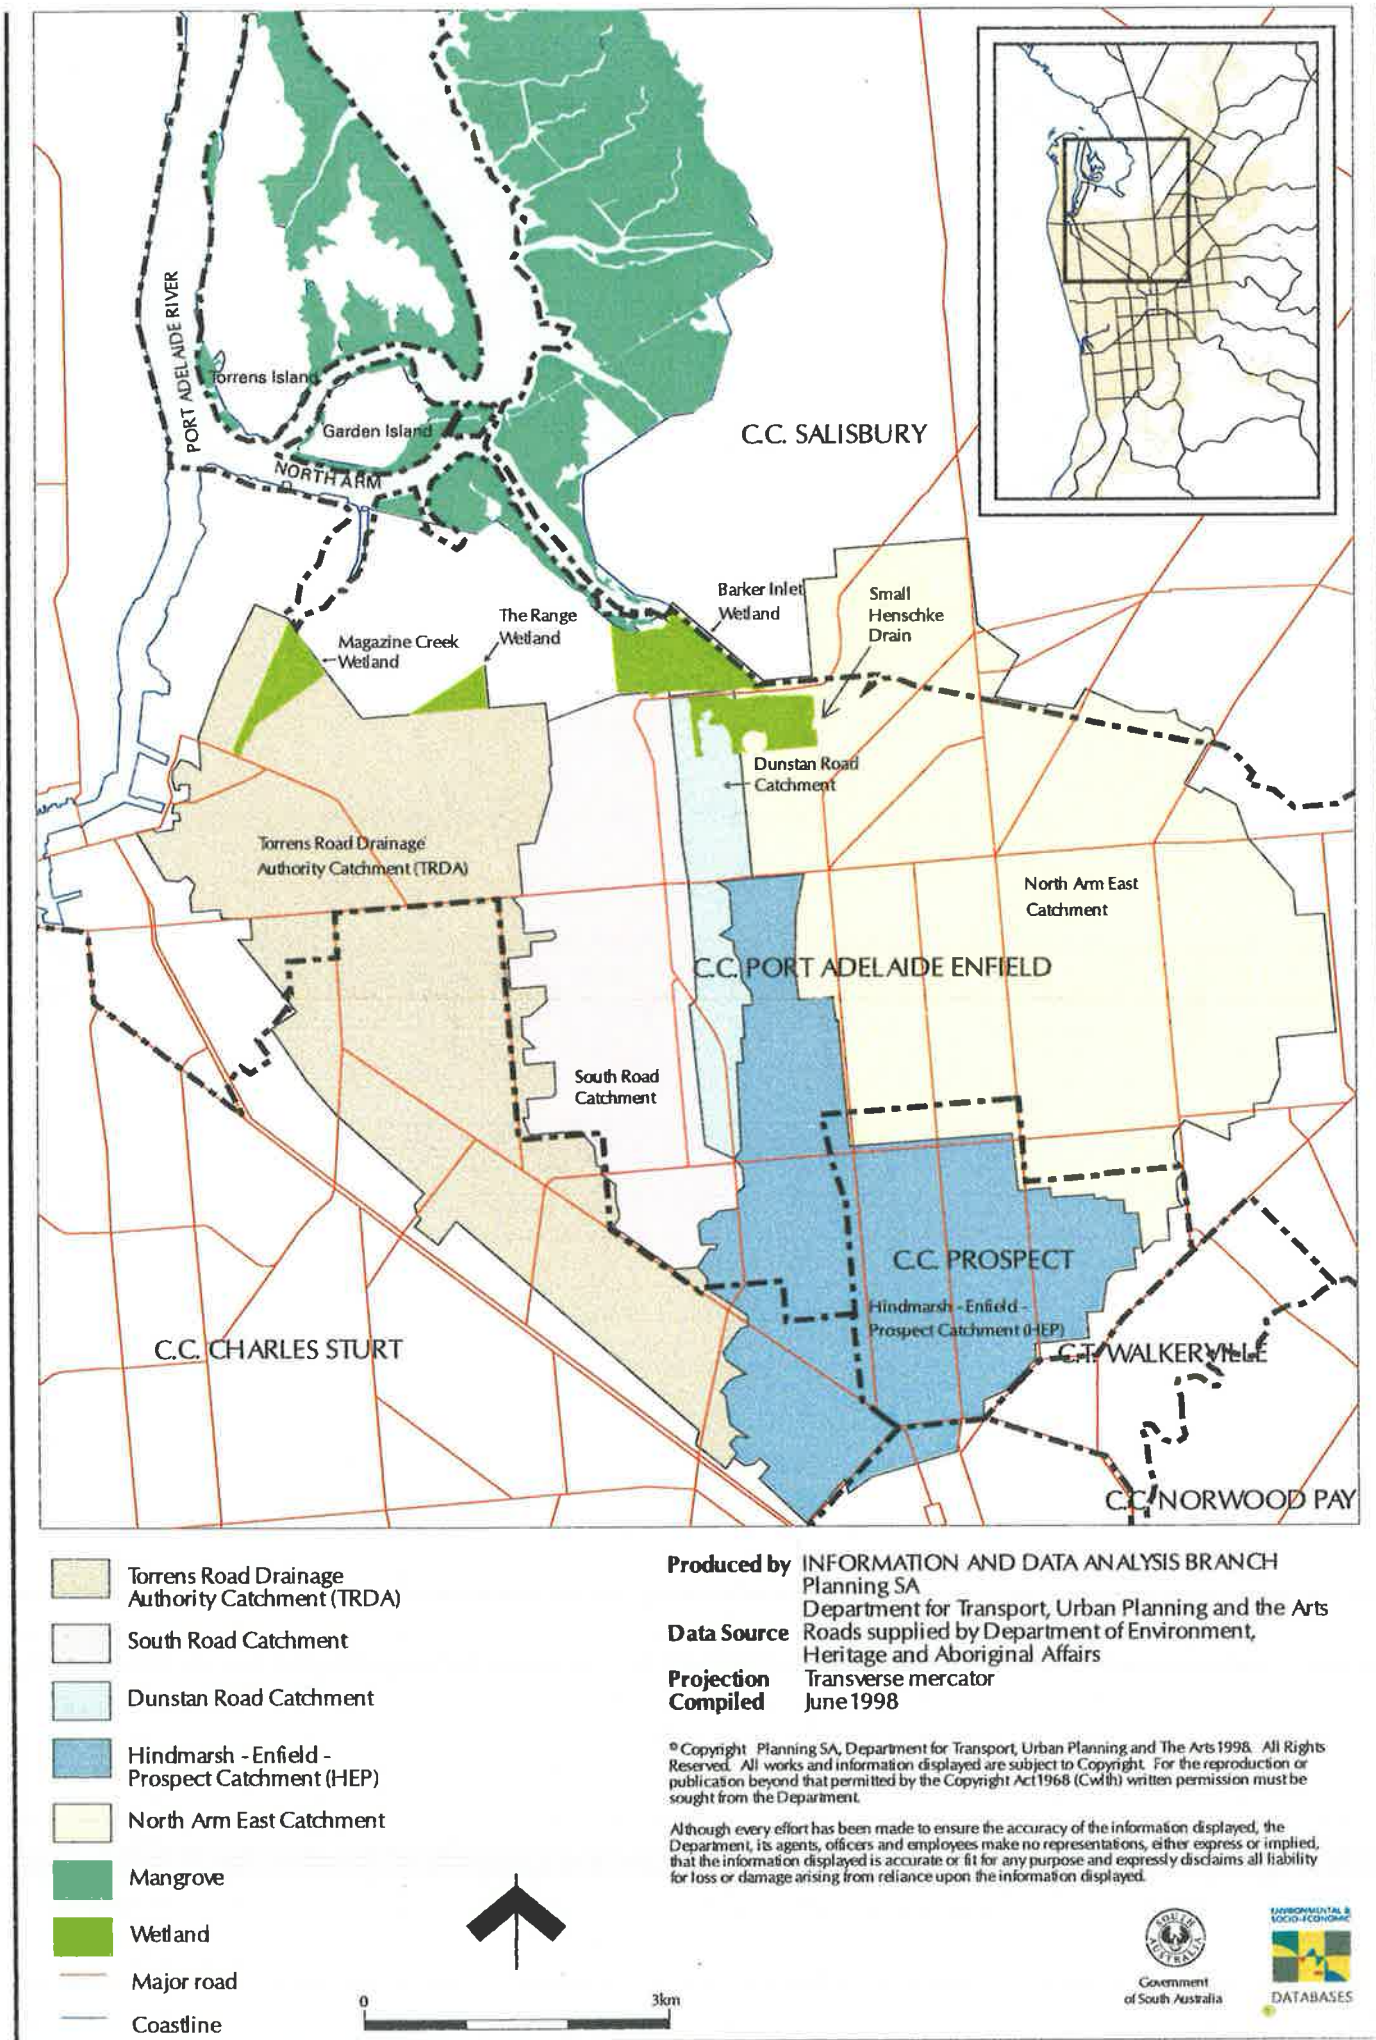 PORT ADELAIDE RIVER
Torrens Island
Garden Island
NORTH ARM
C.C. SALISBURY
Magazine Creek
Wetland
The Range
Wetland
Barker Inlet
Wetland
Small
Henschke
Drain
Dunstan Road
Catchment
Torrens Road Drainage
Authority Catchment (TRDA)
North Arm East
Catchment
C.C. PORT ADELAIDE ENFIELD
South Road
Catchment
C.C. PROSPECT
Hindmarsh - Enfield -
Prospect Catchment (HEP)
C.C. CHARLES STURT
C.T. WALKERVILLE
C.C. NORWOOD PAY
Torrens Road Drainage
Authority Catchment (TRDA)
South Road Catchment
Dunstan Road Catchment
Hindmarsh - Enfield -
Prospect Catchment (HEP)
North Arm East Catchment
Mangrove
Wetland
Major road
Coastline
0 3km
Produced by INFORMATION AND DATA ANALYSIS BRANCH
Planning SA
Department for Transport, Urban Planning and the Arts
Data Source Roads supplied by Department of Environment,
Heritage and Aboriginal Affairs
Projection Transverse mercator
Compiled June 1998
© Copyright Planning SA, Department for Transport, Urban Planning and The Arts 1998. All Rights
Reserved. All works and information displayed are subject to Copyright. For the reproduction or
publication beyond that permitted by the Copyright Act 1968 (Cwlth) written permission must be
sought from the Department.
Although every effort has been made to ensure the accuracy of the information displayed, the
Department, its agents, officers and employees make no representations, either express or implied,
that the information displayed is accurate or fit for any purpose and expressly disclaims all liability
for loss or damage arising from reliance upon the information displayed.
SOUTH
AUSTRALIA
Government
of South Australia
ENVIRONMENTAL &
SOCIO-ECONOMIC
DATABASES